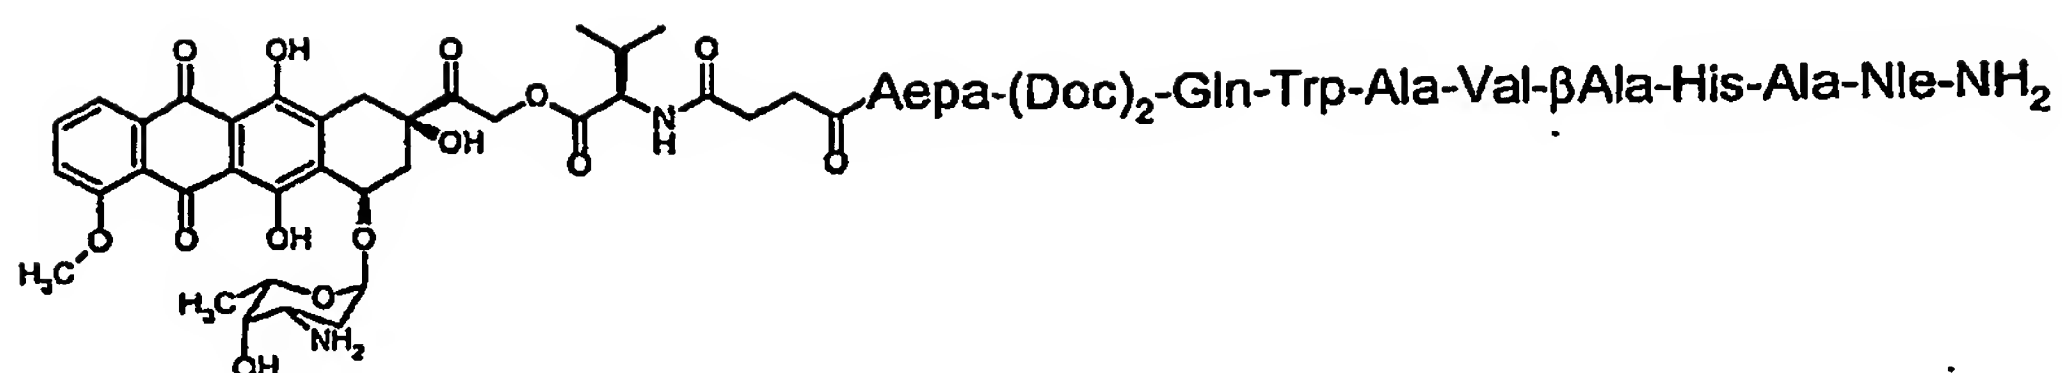 O OH O O
O Aepa-(Doc)₂-Gln-Trp-Ala-Val-βAla-His-Ala-Nle-NH₂
OH N
H
O O
O O OH O
H₃C
H₃C O
NH₂
OH